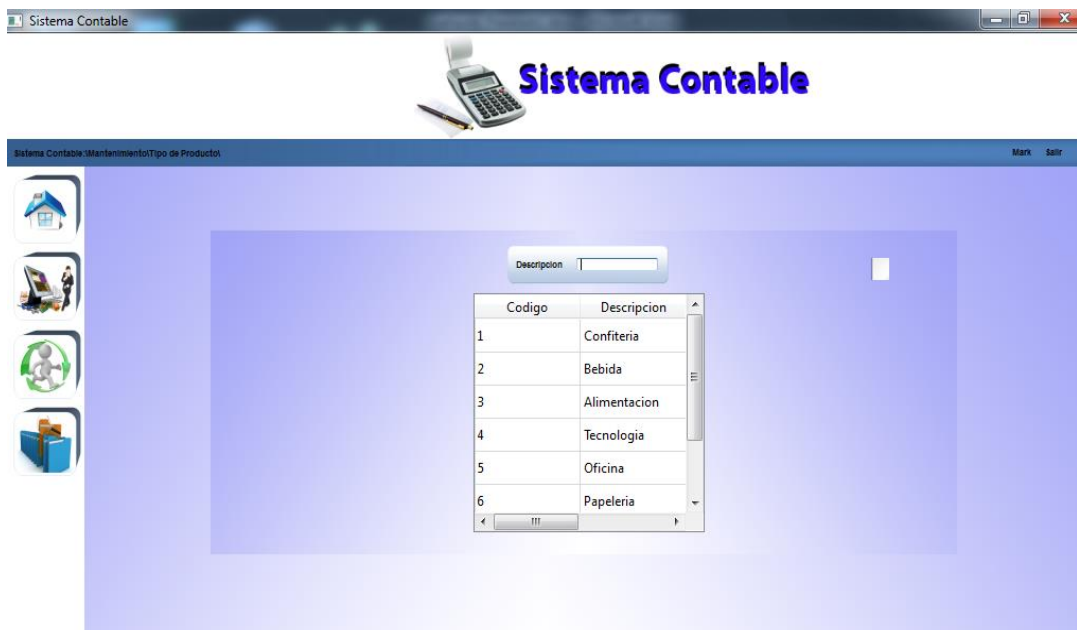 Sistema Contable
Sistema Contable
Sistema Contable:\Mantenimiento\Tipo de Producto\ Mark Salir
Descripcion
Codigo Descripcion
1 Confiteria
2 Bebida
3 Alimentacion
4 Tecnologia
5 Oficina
6 Papeleria